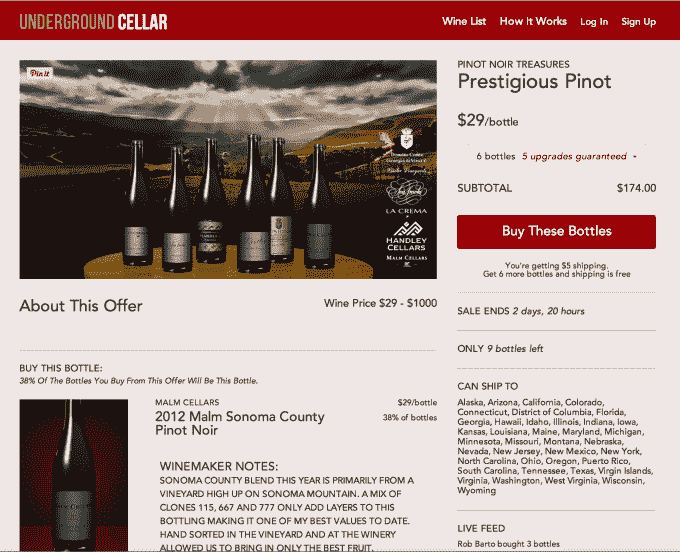 UNDERGROUND CELLAR
Wine List
How It Works
Log In
Sign Up
Pin it
LA CREMA
HANDLEY
CELLARS
MALM CELLARS
PINOT NOIR TREASURES
Prestigious Pinot
$29/bottle
6 bottles 5 upgrades guaranteed
SUBTOTAL $174.00
Buy These Bottles
You're getting $5 shipping.
Get 6 more bottles and shipping is free
SALE ENDS 2 days, 20 hours
ONLY 9 bottles left
CAN SHIP TO
Alaska, Arizona, California, Colorado,
Connecticut, District of Columbia, Florida,
Georgia, Hawaii, Idaho, Illinois, Indiana, Iowa,
Kansas, Louisiana, Maine, Maryland, Michigan,
Minnesota, Missouri, Montana, Nebraska,
Nevada, New Jersey, New Mexico, New York,
North Carolina, Ohio, Oregon, Puerto Rico,
South Carolina, Tennessee, Texas, Virgin Islands,
Virginia, Washington, West Virginia, Wisconsin,
Wyoming
LIVE FEED
Rob Barto bought 3 bottles
About This Offer
Wine Price $29 - $1000
BUY THIS BOTTLE:
38% Of The Bottles You Buy From This Offer Will Be This Bottle.
MALM CELLARS
$29/bottle
2012 Malm Sonoma County
38% of bottles
Pinot Noir
WINEMAKER NOTES:
SONOMA COUNTY BLEND THIS YEAR IS PRIMARILY FROM A
VINEYARD HIGH UP ON SONOMA MOUNTAIN. A MIX OF
CLONES 115, 667 AND 777 ONLY ADD LAYERS TO THIS
BOTTLING MAKING IT ONE OF MY BEST VALUES TO DATE.
HAND SORTED IN THE VINEYARD AND AT THE WINERY
ALLOWED US TO BRING IN ONLY THE BEST FRUIT.